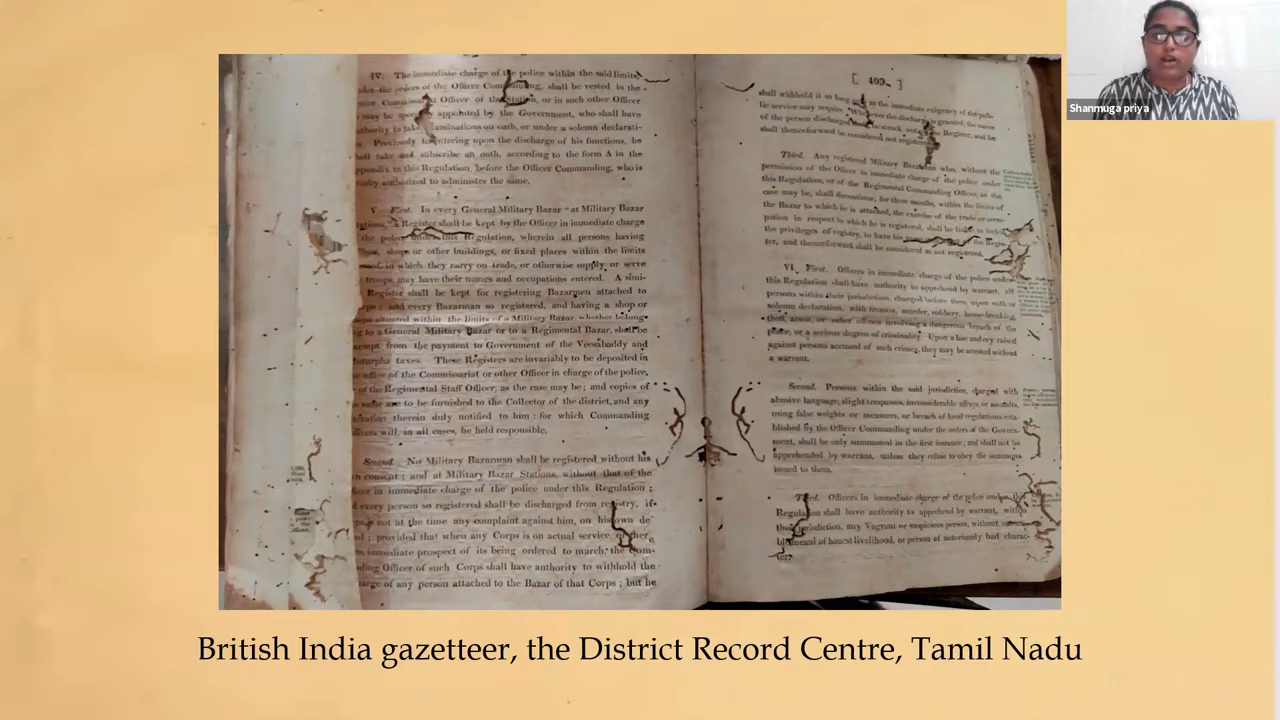 Shanmuga priya
IV. The immediate charge of the police within the said limits
the orders of the Officer Commanding, shall be vested in the
Officer of the Station, or in such other Officer
may be appointed by the Government, who shall have
to take examinations on oath, or under a solemn declarati-
Previously to entering upon the discharge of his functions, he
take and subscribe an oath, according to the form A in the
to this Regulation, before the Officer Commanding, who is
authorized to administer the same.
V. First. In every General Military Bazar at Military Bazar
a Register shall be kept by the Officer in immediate charge
the police under this Regulation, wherein all persons having
shops or other buildings, or fixed places within the limits
in which they carry on trade, or otherwise supply or serve
troops, may have their names and occupations entered. A simi-
Register shall be kept for registering Bazarmen attached to
and every Bazarman so registered, and having a shop or
situated within the limits of a Military Bazar, whether belong-
to a General Military Bazar or to a Regimental Bazar, shall be
from the payment to Government of the Veesabaddy and
taxes. These Registers are invariably to be deposited in
office of the Commissariat or other Officer in charge of the police,
of the Regimental Staff Officer, as the case may be; and copies of
same are to be furnished to the Collector of the district, and any
therein duly notified to him: for which Commanding
will, in all cases, be held responsible.
Second. No Military Bazarman shall be registered without his
consent; and at Military Bazar Stations, without that of the
in immediate charge of the police under this Regulation;
every person so registered shall be discharged from registry, if
not at the time any complaint against him, on his own de-
provided that when any Corps is on actual service, or there
immediate prospect of its being ordered to march, the Com-
Officer of such Corps shall have authority to withhold the
of any person attached to the Bazar of that Corps; but he
[ 409 ]
shall withhold it so long as the immediate exigency of the pub-
lic service may require. the discharge is granted, the name
of the person discharged be struck out Register, and he
shall thenceforward be considered not registered.
Third. Any registered Military Bazarman who, without the
permission of the Officer in immediate charge of the police under
this Regulation, or of the Regimental Commanding Officer, as the
case may be, shall discontinue, for three months, within the limits of
the Bazar to which he is attached, the exercise of the trade or occu-
pation in respect to which he is registered, shall be liable to forfeit
the privileges of registry, to have his the Regis-
ter, and thenceforward shall be considered as not registered.
VI. First. Officers in immediate charge of the police under
this Regulation shall have authority to apprehend by warrant, all
persons within their jurisdiction, charged before them, upon oath or
solemn declaration, with treason, murder, robbery, house-breaking,
theft, arson, or other offence involving a dangerous breach of the
peace, or a serious degree of criminality. Upon a hue and cry raised
against persons accused of such crimes, they may be arrested without
a warrant.
Second. Persons within the said jurisdiction, charged with
abusive language, slight trespasses, inconsiderable affrays or assaults,
using false weights or measures, or breach of local regulations esta-
blished by the Officer Commanding under the orders of the Govern-
ment, shall be only summoned in the first instance; and shall not be
apprehended by warrant, unless they refuse to obey the summons
issued to them.
Third. Officers in immediate charge of the police under this
Regulation shall have authority to apprehend by warrant, within
their jurisdiction, any Vagrant or suspicious person, without
means of honest livelihood, or person of notoriously bad charac-
ter.
British India gazetteer, the District Record Centre, Tamil Nadu